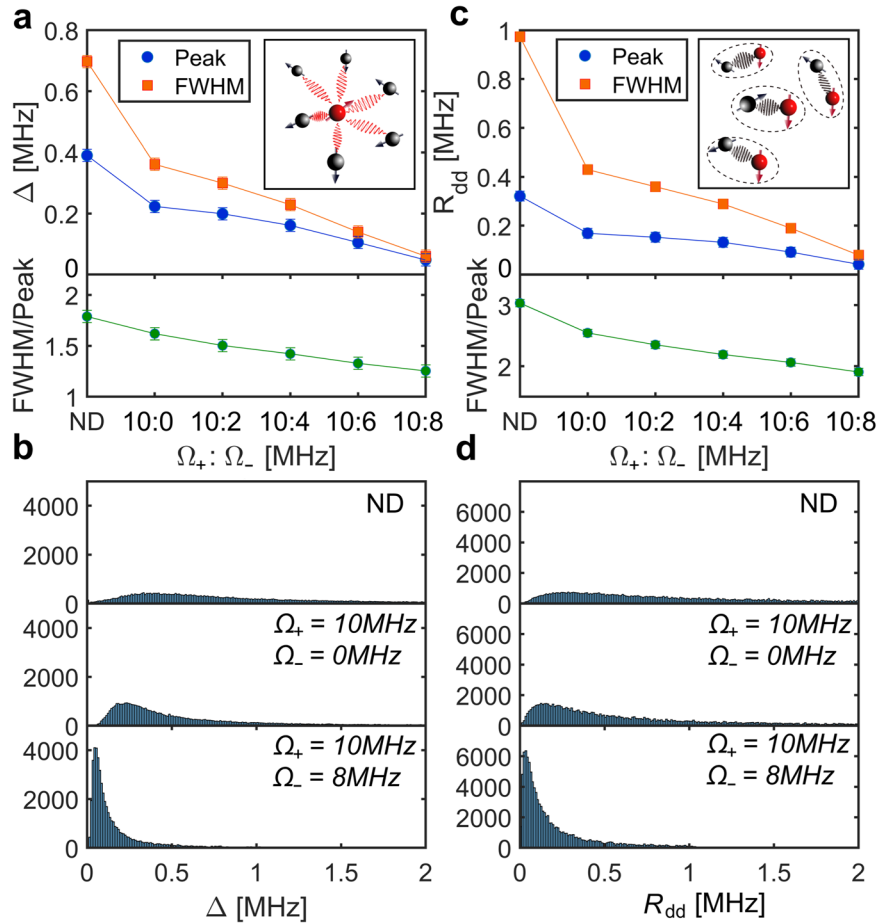 a
0.8
0.6
0.4
0.2
0
Δ [MHz]
Peak
FWHM
2
1.5
1
FWHM/Peak
ND 10:0 10:2 10:4 10:6 10:8
Ω₊: Ω₋ [MHz]
c
1
0.8
0.6
0.4
0.2
0
R_dd [MHz]
Peak
FWHM
3
2
FWHM/Peak
ND 10:0 10:2 10:4 10:6 10:8
Ω₊: Ω₋ [MHz]
b
4000
2000
0
ND
4000
2000
0
Ω₊ = 10MHz
Ω₋ = 0MHz
4000
2000
0
Ω₊ = 10MHz
Ω₋ = 8MHz
0 0.5 1 1.5 2
Δ [MHz]
d
6000
4000
2000
0
ND
6000
4000
2000
0
Ω₊ = 10MHz
Ω₋ = 0MHz
6000
4000
2000
0
Ω₊ = 10MHz
Ω₋ = 8MHz
0 0.5 1 1.5 2
R_dd [MHz]